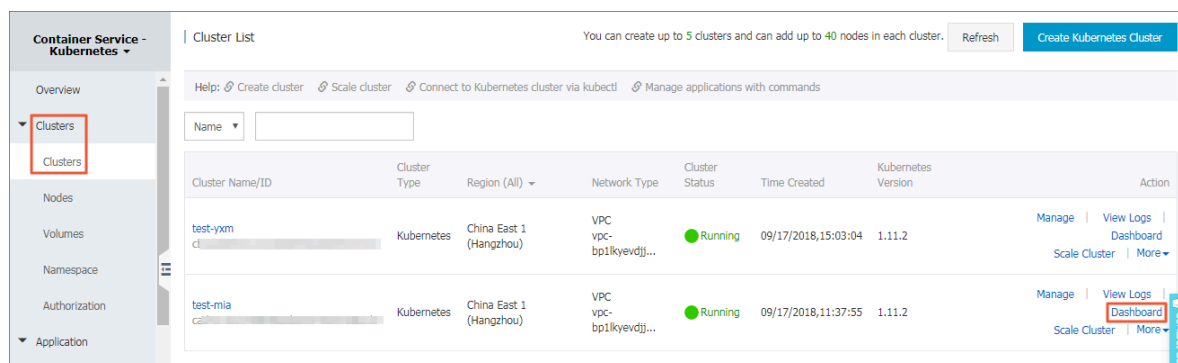 Container Service -
Kubernetes
Overview
Clusters
Clusters
Nodes
Volumes
Namespace
Authorization
Application
Cluster List
You can create up to 5 clusters and can add up to 40 nodes in each cluster.
Refresh
Create Kubernetes Cluster
Help: Create cluster Scale cluster Connect to Kubernetes cluster via kubectl Manage applications with commands
Name
Cluster Name/ID
Cluster
Type
Region (All)
Network Type
Cluster
Status
Time Created
Kubernetes
Version
Action
test-yxm
Kubernetes
China East 1
(Hangzhou)
VPC
vpc-
bp1lkyevdjj...
Running
09/17/2018,15:03:04
1.11.2
Manage | View Logs |
Dashboard
Scale Cluster | More
test-mia
Kubernetes
China East 1
(Hangzhou)
VPC
vpc-
bp1lkyevdjj...
Running
09/17/2018,11:37:55
1.11.2
Manage | View Logs |
Dashboard
Scale Cluster | More